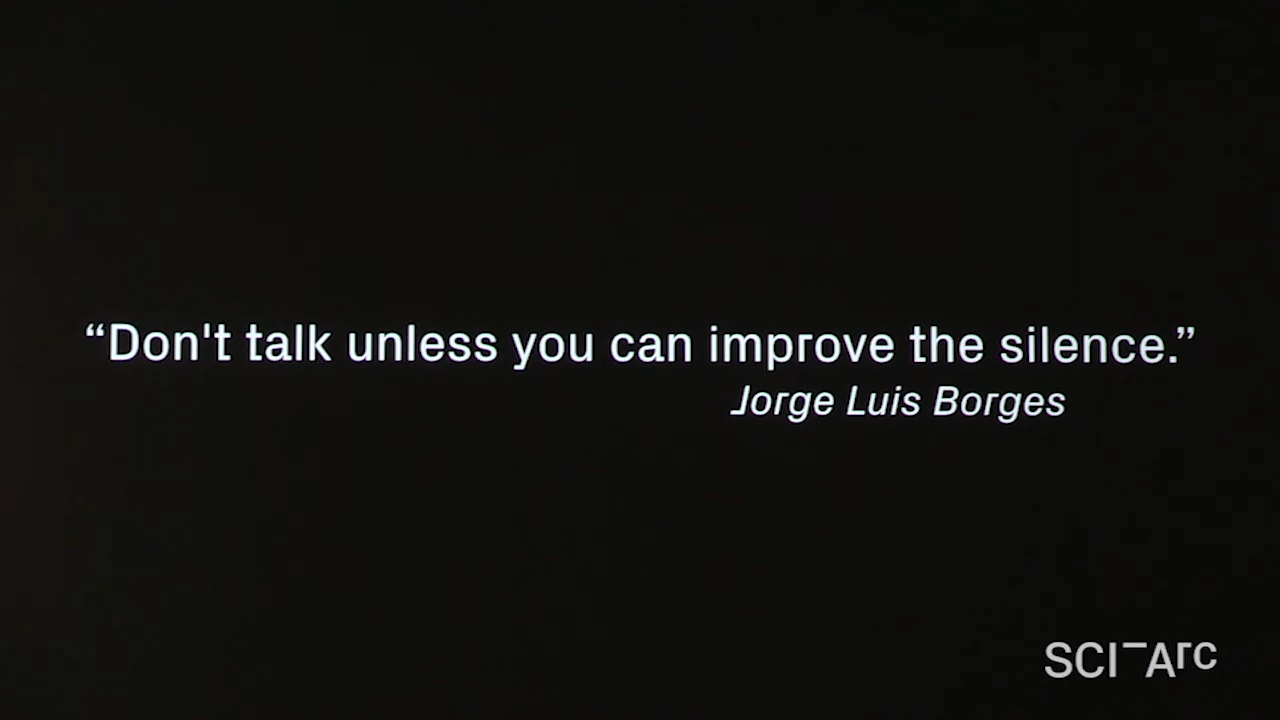 “Don't talk unless you can improve the silence.”
Jorge Luis Borges
SCI-Arc